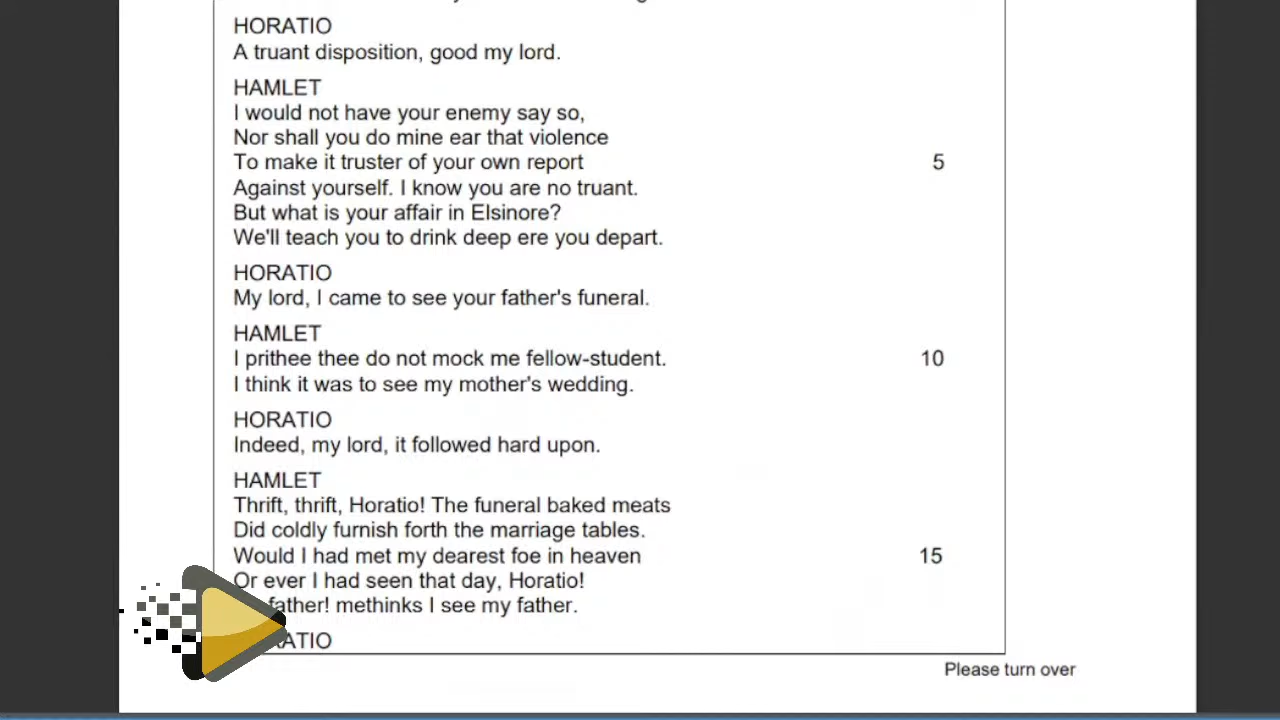 HORATIO
A truant disposition, good my lord.
HAMLET
I would not have your enemy say so,
Nor shall you do mine ear that violence
To make it truster of your own report 5
Against yourself. I know you are no truant.
But what is your affair in Elsinore?
We'll teach you to drink deep ere you depart.
HORATIO
My lord, I came to see your father's funeral.
HAMLET
I prithee thee do not mock me fellow-student. 10
I think it was to see my mother's wedding.
HORATIO
Indeed, my lord, it followed hard upon.
HAMLET
Thrift, thrift, Horatio! The funeral baked meats
Did coldly furnish forth the marriage tables.
Would I had met my dearest foe in heaven 15
Or ever I had seen that day, Horatio!
father! methinks I see my father.
RATIO
Please turn over